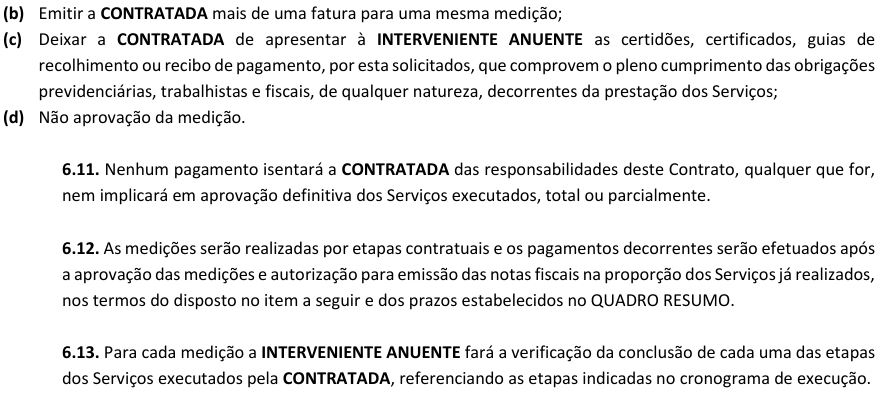 (b) Emitir a CONTRATADA mais de uma fatura para uma mesma medição;
(c) Deixar a CONTRATADA de apresentar à INTERVENIENTE ANUENTE as certidões, certificados, guias de
recolhimento ou recibo de pagamento, por esta solicitados, que comprovem o pleno cumprimento das obrigações
previdenciárias, trabalhistas e fiscais, de qualquer natureza, decorrentes da prestação dos Serviços;
(d) Não aprovação da medição.
6.11. Nenhum pagamento isentará a CONTRATADA das responsabilidades deste Contrato, qualquer que for,
nem implicará em aprovação definitiva dos Serviços executados, total ou parcialmente.
6.12. As medições serão realizadas por etapas contratuais e os pagamentos decorrentes serão efetuados após
a aprovação das medições e autorização para emissão das notas fiscais na proporção dos Serviços já realizados,
nos termos do disposto no item a seguir e dos prazos estabelecidos no QUADRO RESUMO.
6.13. Para cada medição a INTERVENIENTE ANUENTE fará a verificação da conclusão de cada uma das etapas
dos Serviços executados pela CONTRATADA, referenciando as etapas indicadas no cronograma de execução.